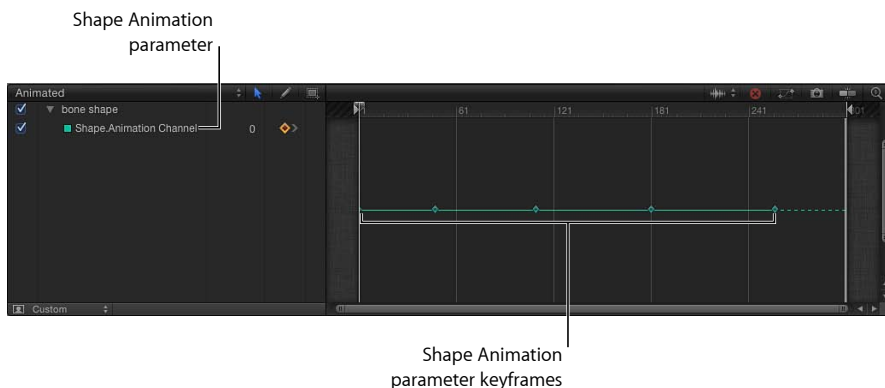 Shape Animation
parameter
Animated
bone shape
61
121
181
241
Shape.Animation Channel
0
Custom
Shape Animation
parameter keyframes